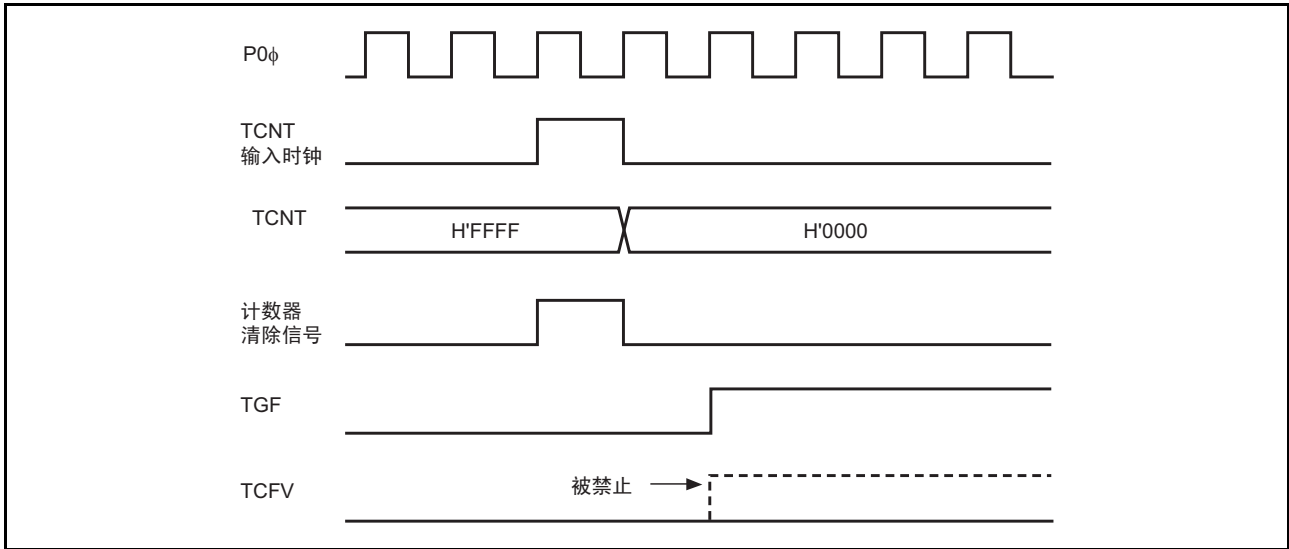 P0ϕ
TCNT
输入时钟
TCNT
H'FFFF
H'0000
计数器
清除信号
TGF
TCFV
被禁止